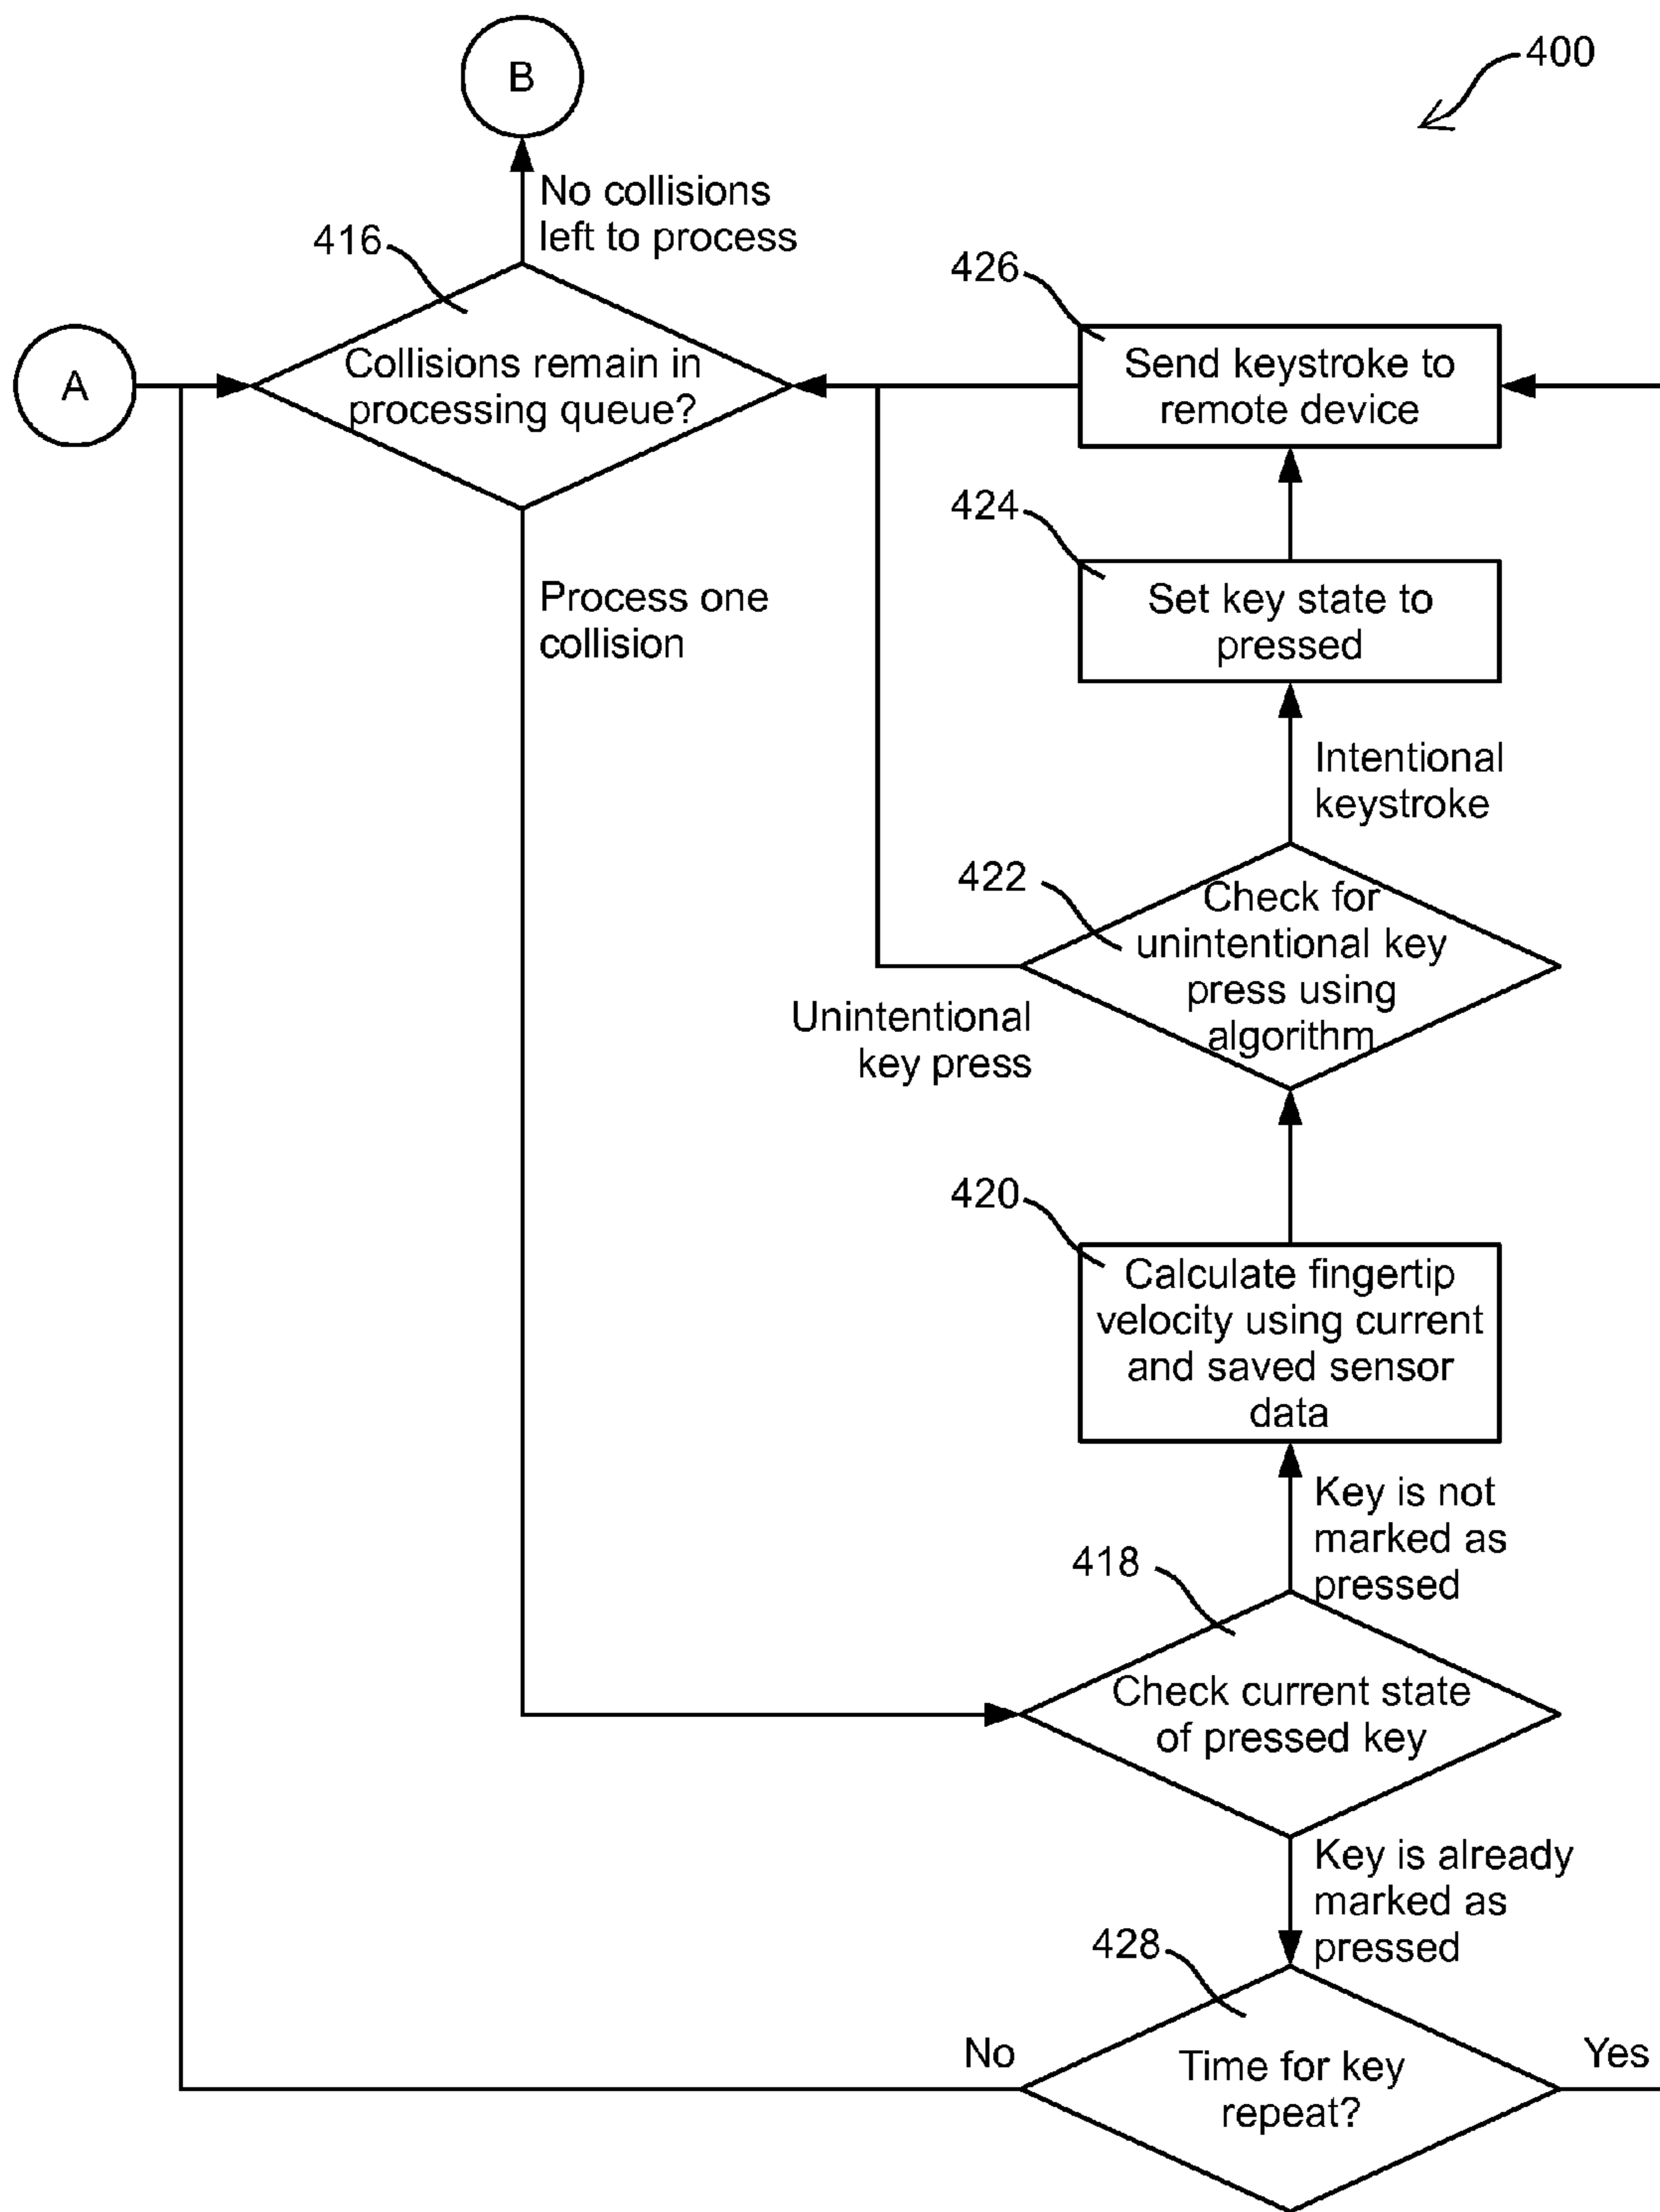 B
400
No collisions
left to process
416
426
A
Collisions remain in
processing queue?
Send keystroke to
remote device
424
Process one
collision
Set key state to
pressed
Intentional
keystroke
422
Check for
unintentional key
press using
algorithm
Unintentional
key press
420
Calculate fingertip
velocity using current
and saved sensor
data
Key is not
marked as
pressed
418
Check current state
of pressed key
Key is already
marked as
pressed
428
No
Time for key
repeat?
Yes